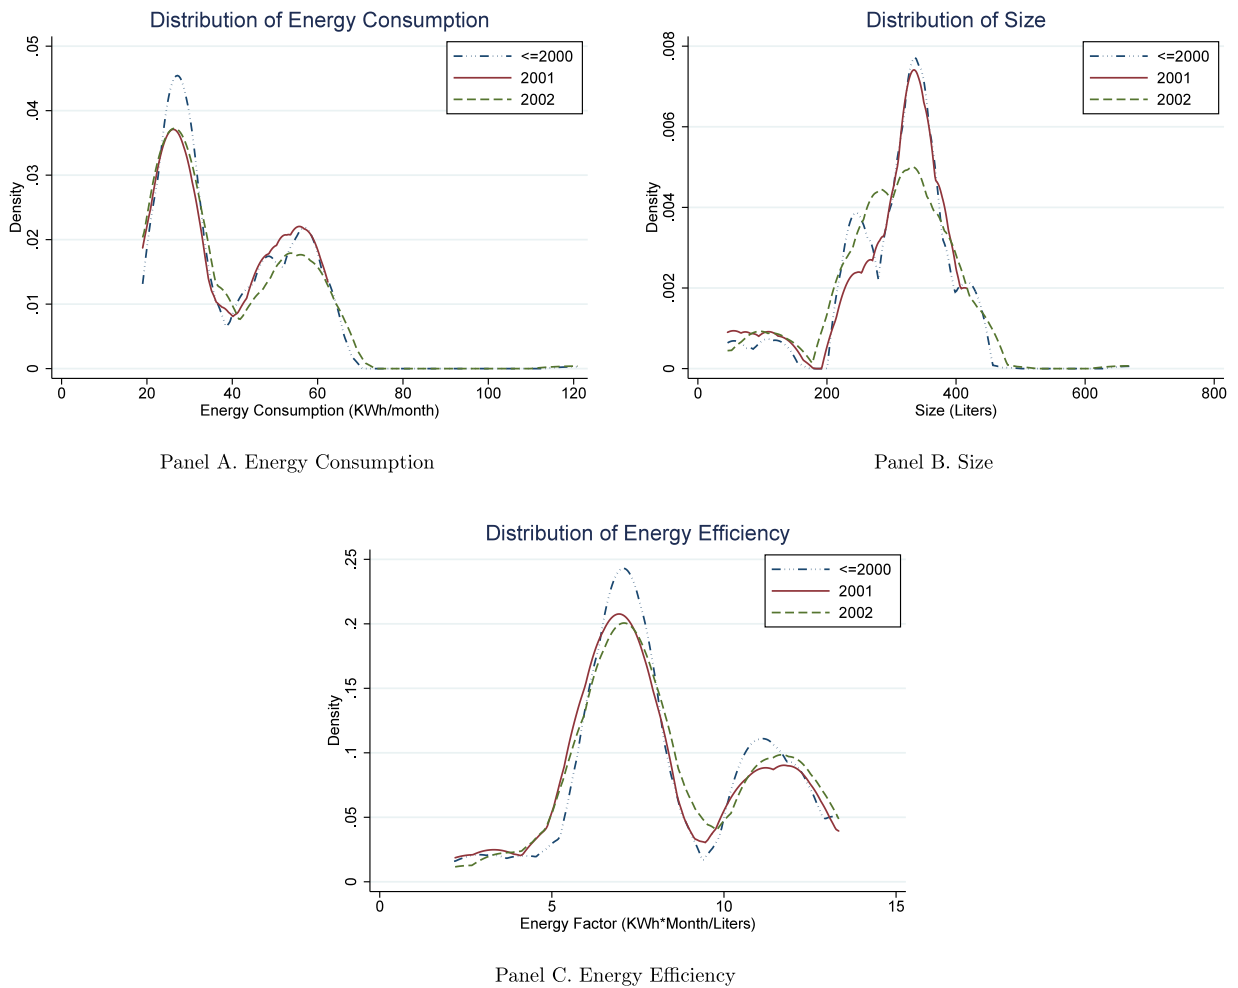 Distribution of Energy Consumption
<=2000
2001
2002
Density
0 .01 .02 .03 .04 .05
0 20 40 60 80 100 120
Energy Consumption (KWh/month)
Panel A. Energy Consumption
Distribution of Size
<=2000
2001
2002
Density
0 .002 .004 .006 .008
0 200 400 600 800
Size (Liters)
Panel B. Size
Distribution of Energy Efficiency
<=2000
2001
2002
Density
0 .05 .1 .15 .2 .25
0 5 10 15
Energy Factor (KWh*Month/Liters)
Panel C. Energy Efficiency